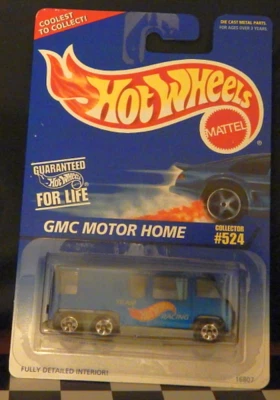 COOLEST
TO COLLECT!
DIE CAST METAL PARTS.
FOR AGES OVER 3 YEARS.
HOT WHEELS
MATTEL
GUARANTEED
Hot Wheels
FOR LIFE
GMC MOTOR HOME
COLLECTOR
#524
TEAM
RACING
FULLY DETAILED INTERIOR!